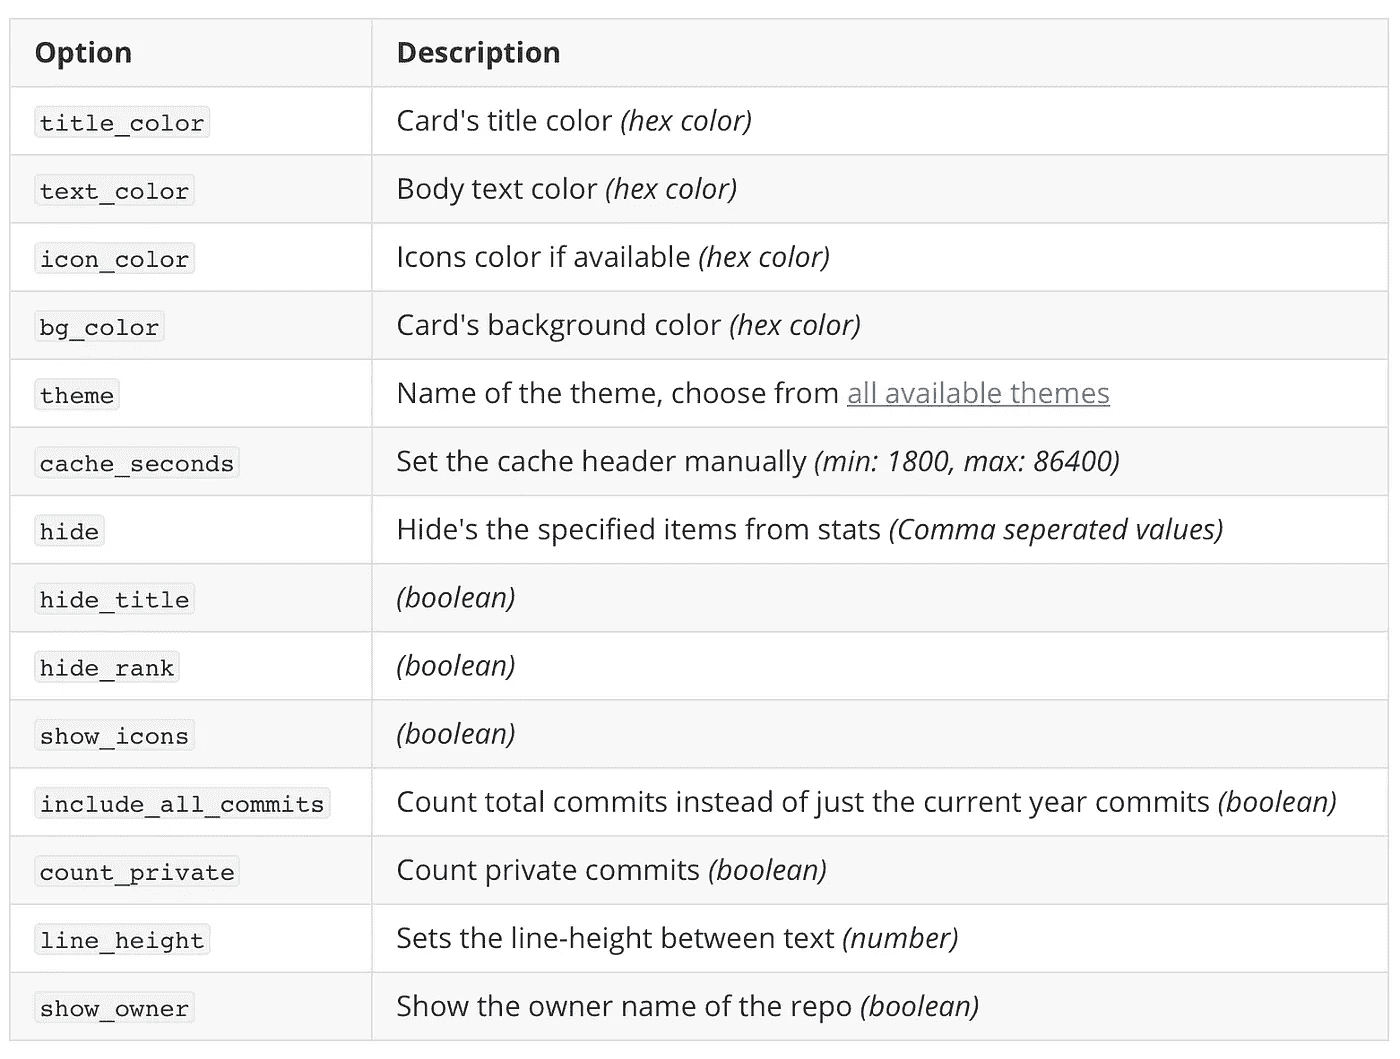 Option Description
title_color Card's title color (hex color)
text_color Body text color (hex color)
icon_color Icons color if available (hex color)
bg_color Card's background color (hex color)
theme Name of the theme, choose from all available themes
cache_seconds Set the cache header manually (min: 1800, max: 86400)
hide Hide's the specified items from stats (Comma seperated values)
hide_title (boolean)
hide_rank (boolean)
show_icons (boolean)
include_all_commits Count total commits instead of just the current year commits (boolean)
count_private Count private commits (boolean)
line_height Sets the line-height between text (number)
show_owner Show the owner name of the repo (boolean)